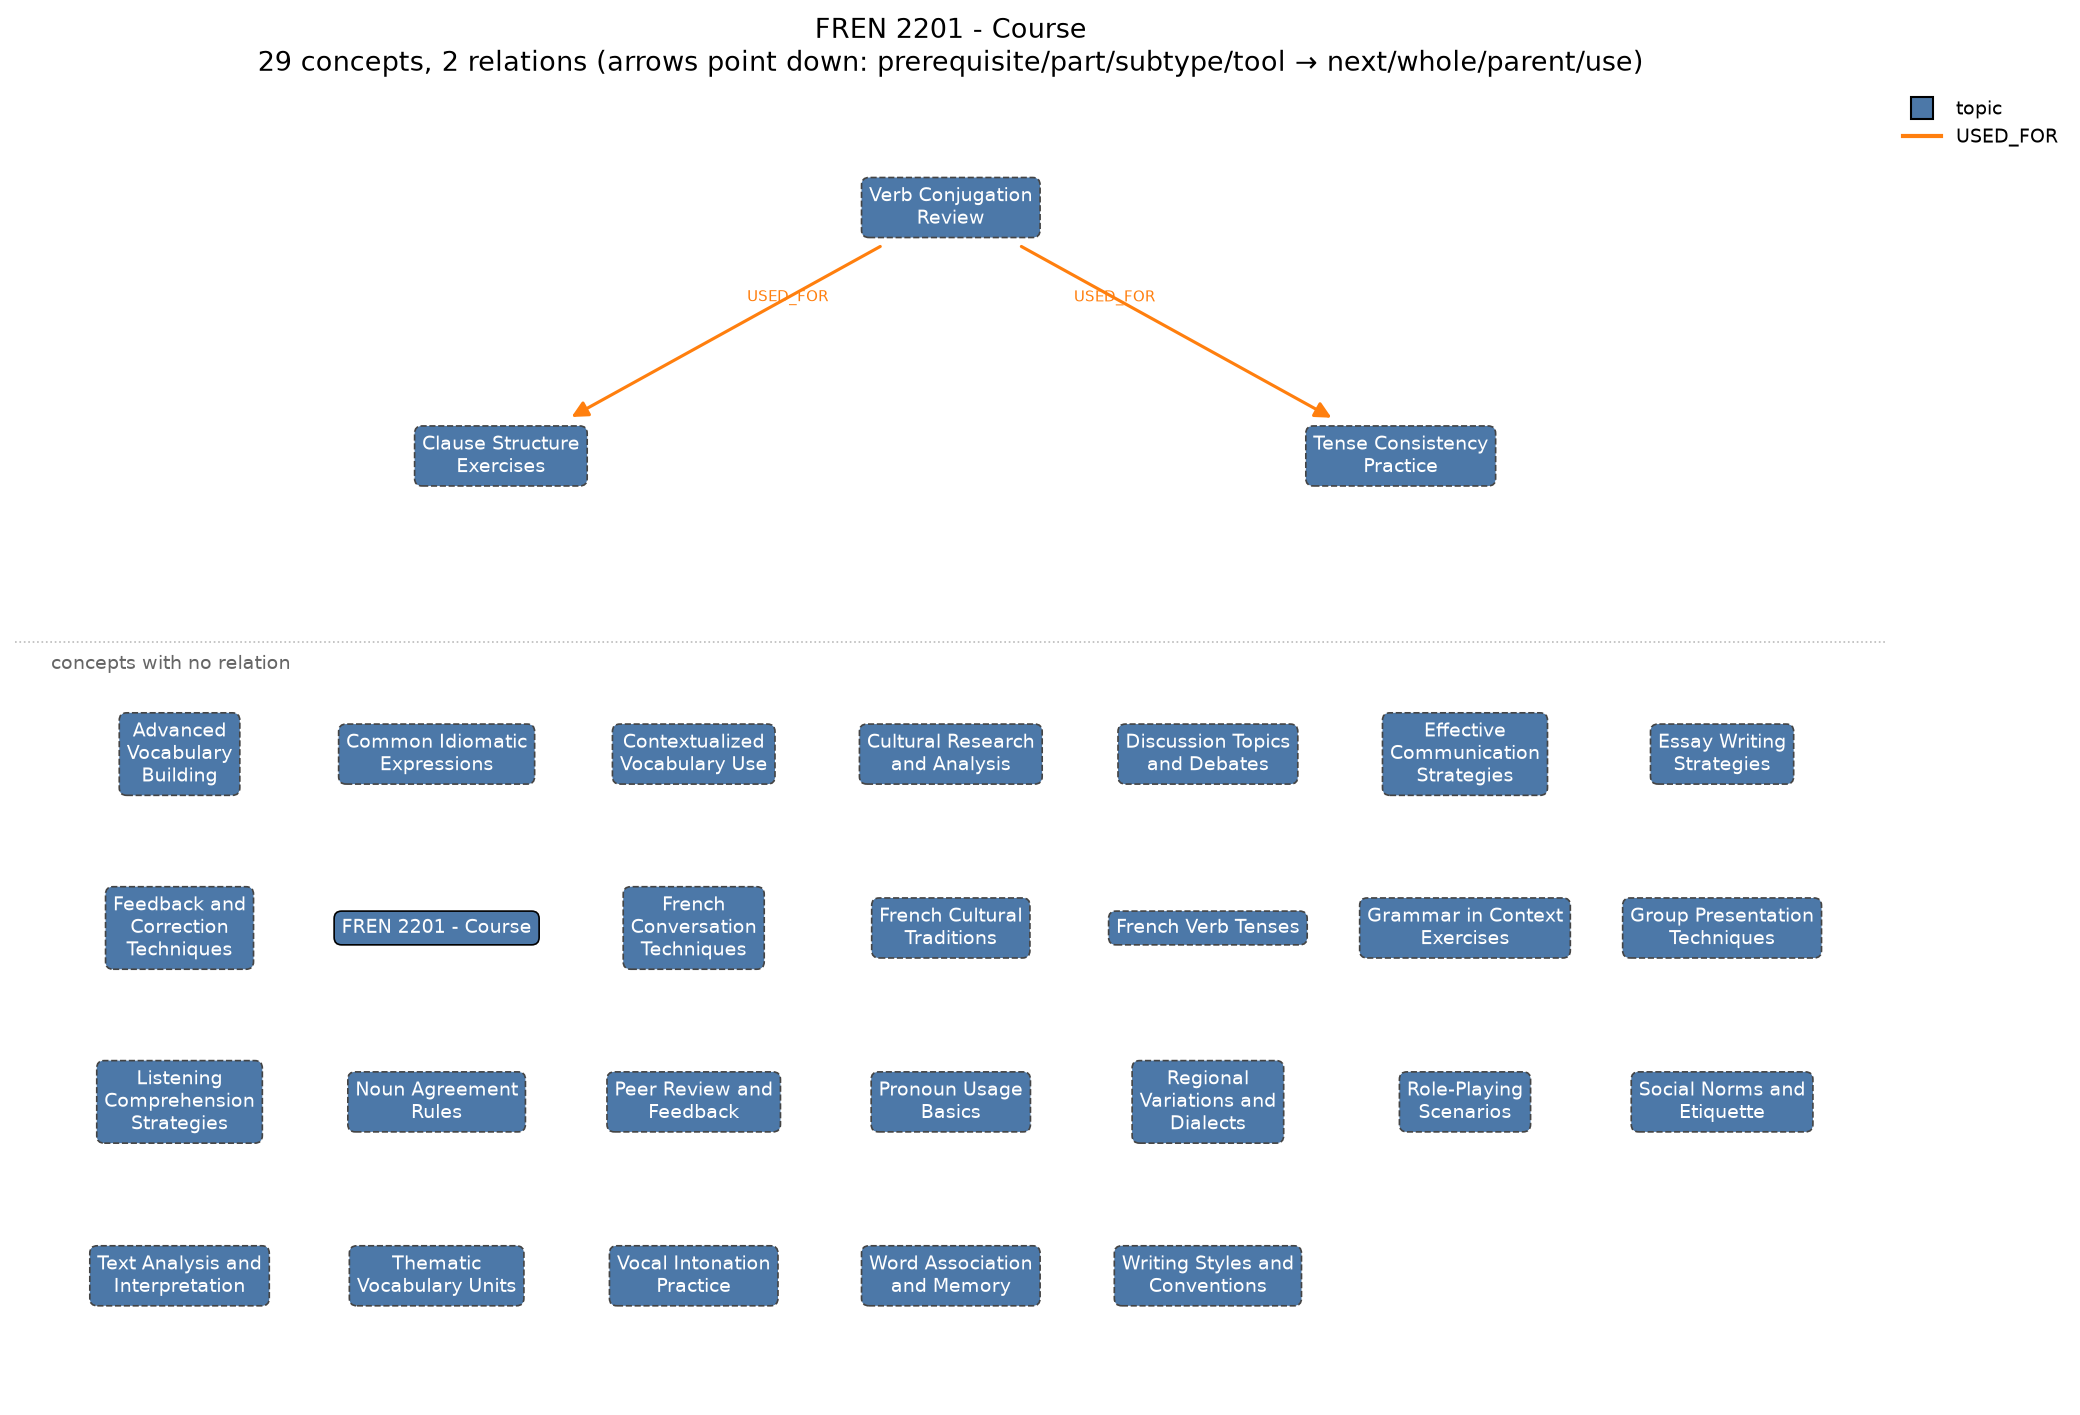 FREN 2201 - Course
29 concepts, 2 relations (arrows point down: prerequisite/part/subtype/tool → next/whole/parent/use)
topic
USED_FOR
Verb Conjugation
Review
USED_FOR
USED_FOR
Clause Structure
Exercises
Tense Consistency
Practice
concepts with no relation
Advanced
Vocabulary
Building
Common Idiomatic
Expressions
Contextualized
Vocabulary Use
Cultural Research
and Analysis
Discussion Topics
and Debates
Effective
Communication
Strategies
Essay Writing
Strategies
Feedback and
Correction
Techniques
FREN 2201 - Course
French
Conversation
Techniques
French Cultural
Traditions
French Verb Tenses
Grammar in Context
Exercises
Group Presentation
Techniques
Listening
Comprehension
Strategies
Noun Agreement
Rules
Peer Review and
Feedback
Pronoun Usage
Basics
Regional
Variations and
Dialects
Role-Playing
Scenarios
Social Norms and
Etiquette
Text Analysis and
Interpretation
Thematic
Vocabulary Units
Vocal Intonation
Practice
Word Association
and Memory
Writing Styles and
Conventions